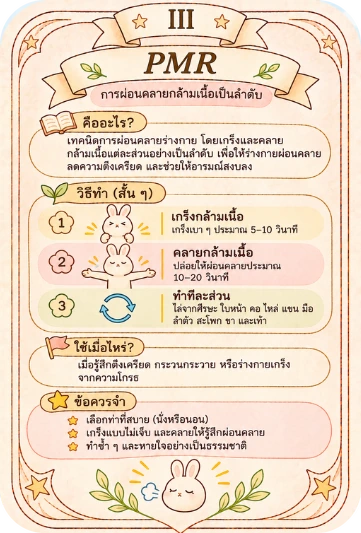 III
PMR
การผ่อนคลายกล้ามเนื้อเป็นลำดับ
คืออะไร?
เทคนิดการผ่อนคลายร่างกาย โดยเกร็งและคลาย
กล้ามเนื้อแต่ละส่วนอย่างเป็นลำดับ เพื่อให้ร่างกายผ่อนคลาย
ลดความตึงเครียด และช่วยให้อารมณ์สงบลง
วิธีทำ (สั้น ๆ)
1
เกร็งกล้ามเนื้อ
เกร็งเบา ๆ ประมาณ 5–10 วินาที
2
คลายกล้ามเนื้อ
ปล่อยให้ผ่อนคลายประมาณ
10–20 วินาที
3
ทำทีละส่วน
ไล่จากศีรษะ ใบหน้า คอ ไหล่ แขน มือ
ลำตัว สะโพก ขา และเท้า
ใช้เมื่อไหร่?
เมื่อรู้สึกตึงเครียด กระวนกระวาย หรือร่างกายเกร็ง
จากความโกรธ
ข้อควรจำ
เลือกท่าที่สบาย (นั่งหรือนอน)
เกร็งแบบไม่เจ็บ และคลายให้รู้สึกผ่อนคลาย
ทำซ้ำ ๆ และหายใจอย่างเป็นธรรมชาติ